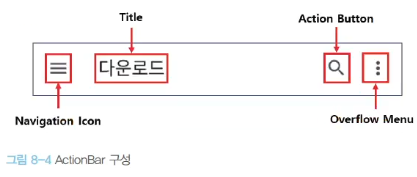 Title
Action Button
다운로드
Navigation Icon
Overflow Menu
그림 8-4 ActionBar 구성